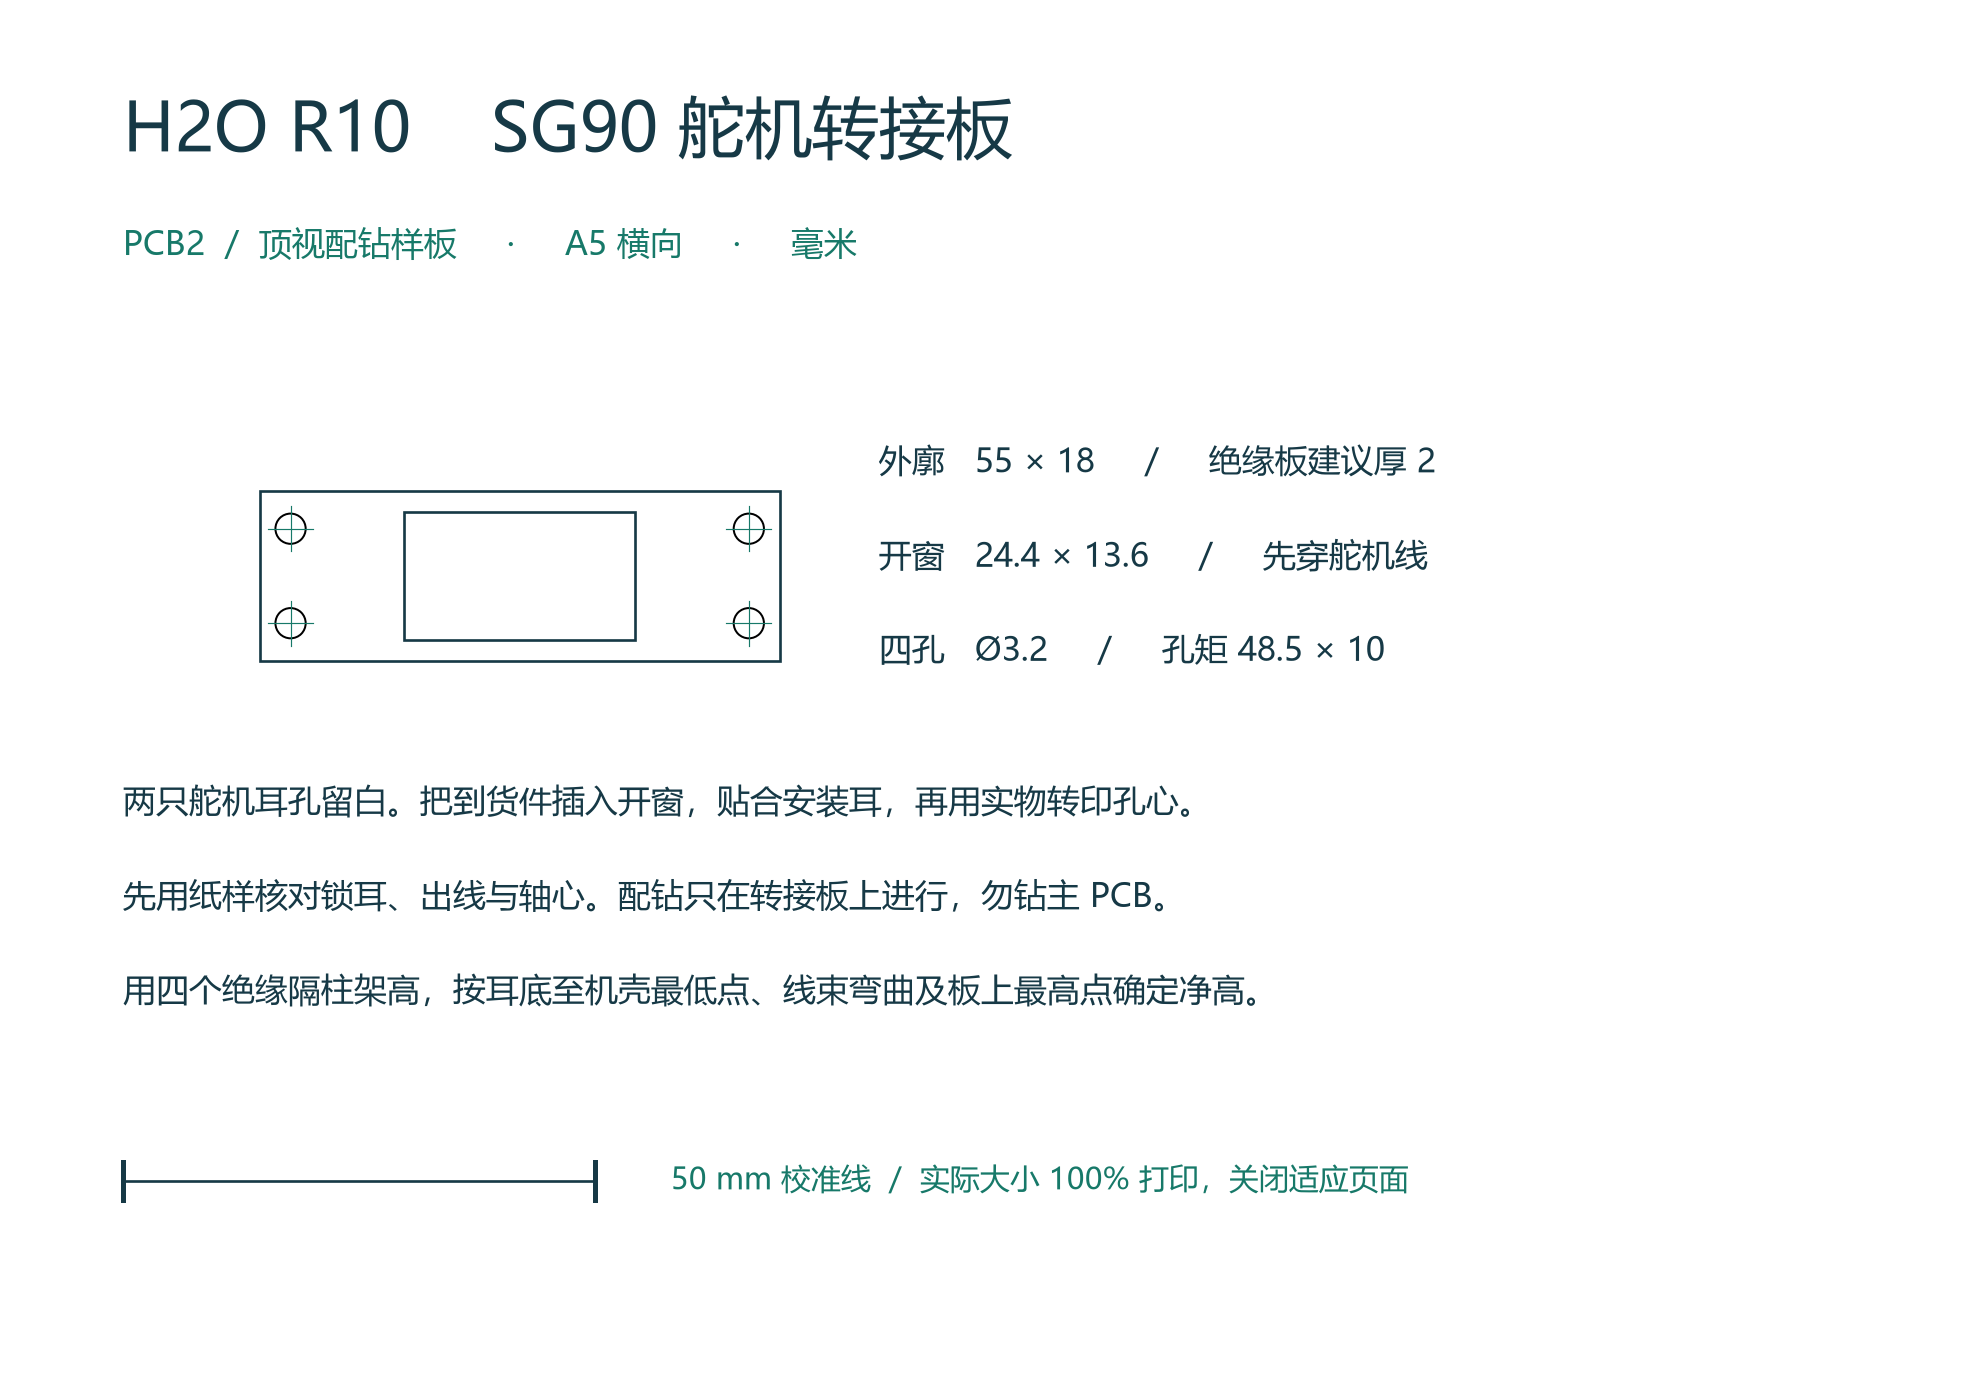 H2O R10 SG90 舵机转接板
PCB2 / 顶视配钻样板 · A5 横向 · 毫米
外廓 55 × 18 / 绝缘板建议厚 2
开窗 24.4 × 13.6 / 先穿舵机线
四孔 Ø3.2 / 孔矩 48.5 × 10
两只舵机耳孔留白。把到货件插入开窗，贴合安装耳，再用实物转印孔心。
先用纸样核对锁耳、出线与轴心。配钻只在转接板上进行，勿钻主 PCB。
用四个绝缘隔柱架高，按耳底至机壳最低点、线束弯曲及板上最高点确定净高。
50 mm 校准线 / 实际大小 100% 打印，关闭适应页面